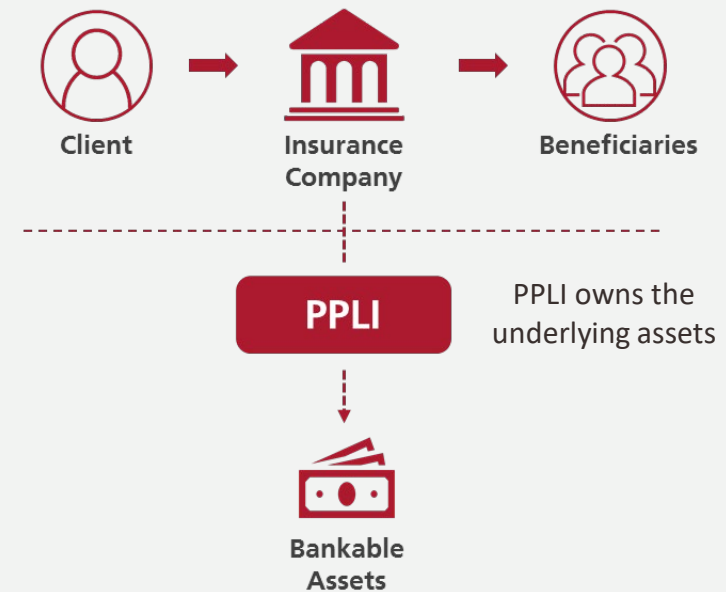 Client
Insurance
Company
Beneficiaries
PPLI
PPLI owns the
underlying assets
Bankable
Assets